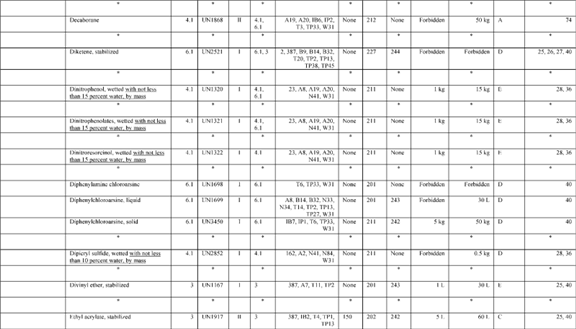 * * * * * *
Decaborane 4.1 UN1868 II 4.1, A19, A20, IB6, IP2, None 212 None Forbidden 50 kg A 74
6.1 T3, TP33, W31
* * * * * *
Diketene, stabilized 6.1 UN2521 I 6.1, 3 2, 387, B9, B14, B32, None 227 244 Forbidden Forbidden D 25, 26, 27, 40
T20, TP2, TP13,
TP38, TP45
* * * * * *
Dinitrophenol, wetted with not less 4.1 UN1320 I 4.1, 23, A8, A19, A20, None 211 None 1 kg 15 kg E 28, 36
than 15 percent water, by mass 6.1 N41, W31
* * * * * *
Dinitrophenolates, wetted with not less 4.1 UN1321 I 4.1, 23, A8, A19, A20, None 211 None 1 kg 15 kg E 28, 36
than 15 percent water, by mass 6.1 N41, W31
* * * * * *
Dinitroresorcinol, wetted with not less 4.1 UN1322 I 4.1 23, A8, A19, A20, None 211 None 1 kg 15 kg E 28, 36
than 15 percent water, by mass N41, W31
* * * * * *
Diphenylamine chloroarsine 6.1 UN1698 I 6.1 T6, TP33, W31 None 201 None Forbidden Forbidden D 40
Diphenylchloroarsine, liquid 6.1 UN1699 I 6.1 A8, B14, B32, N33, None 201 243 Forbidden 30 L D 40
N34, T14, TP2, TP13,
TP27, W31
Diphenylchloroarsine, solid 6.1 UN3450 I 6.1 IB7, IP1, T6, TP33, None 211 242 5 kg 50 kg D 40
W31
* * * * * *
Dipicryl sulfide, wetted with not less 4.1 UN2852 I 4.1 162, A2, N41, N84, None 211 None Forbidden 0.5 kg D 28, 36
than 10 percent water, by mass W31
* * * * * *
Divinyl ether, stabilized 3 UN1167 I 3 387, A7, T11, TP2 None 201 243 1 L 30 L E 25, 40
* * * * * *
Ethyl acrylate, stabilized 3 UN1917 II 3 387, IB2, T4, TP1, 150 202 242 5 L 60 L C 25, 40
TP13